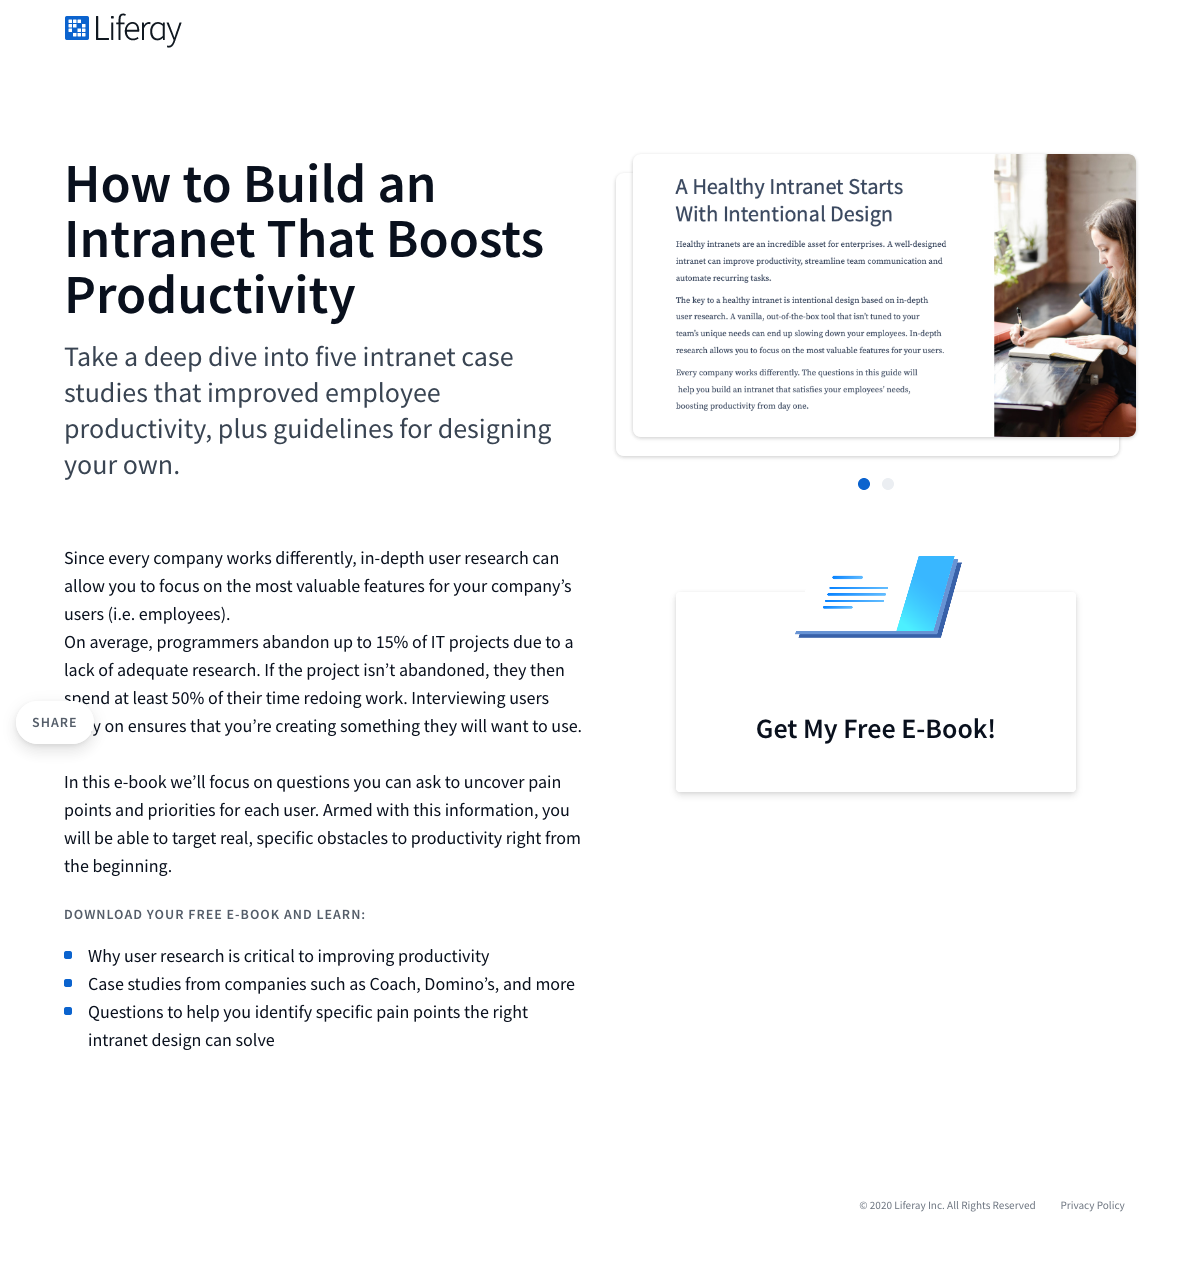 Liferay
How to Build an
Intranet That Boosts
Productivity
Take a deep dive into five intranet case
studies that improved employee
productivity, plus guidelines for designing
your own.
A Healthy Intranet Starts
With Intentional Design
Healthy intranets are an incredible asset for enterprises. A well-designed
intranet can improve productivity, streamline team communication and
automate recurring tasks.
The key to a healthy intranet is intentional design based on in-depth
user research. A vanilla, out-of-the-box tool that isn't tuned to your
team's unique needs can end up slowing down your employees. In-depth
research allows you to focus on the most valuable features for your users.
Every company works differently. The questions in this guide will
help you build an intranet that satisfies your employees' needs,
boosting productivity from day one.
Since every company works differently, in-depth user research can
allow you to focus on the most valuable features for your company's
users (i.e. employees).
On average, programmers abandon up to 15% of IT projects due to a
lack of adequate research. If the project isn't abandoned, they then
spend at least 50% of their time redoing work. Interviewing users
on ensures that you're creating something they will want to use.
SHARE
In this e-book we'll focus on questions you can ask to uncover pain
points and priorities for each user. Armed with this information, you
will be able to target real, specific obstacles to productivity right from
the beginning.
DOWNLOAD YOUR FREE E-BOOK AND LEARN:
Why user research is critical to improving productivity
Case studies from companies such as Coach, Domino's, and more
Questions to help you identify specific pain points the right
intranet design can solve
Get My Free E-Book!
© 2020 Liferay Inc. All Rights Reserved
Privacy Policy